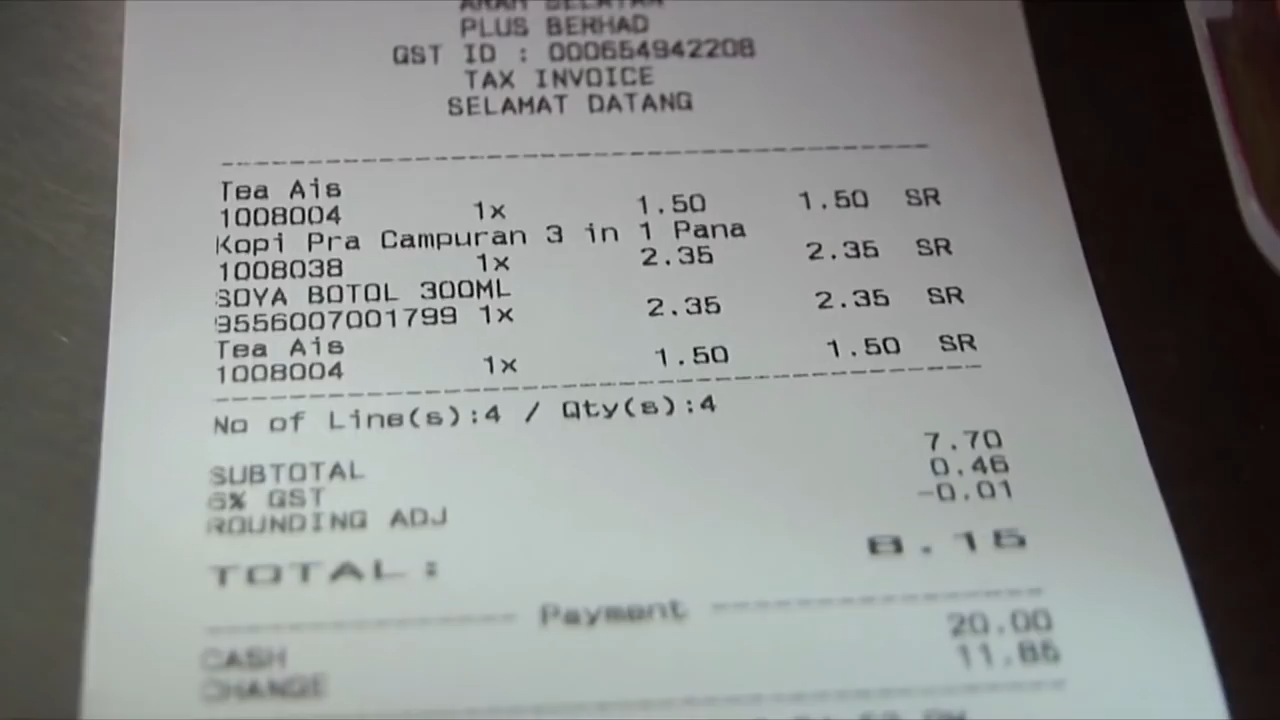 ARAH SELATAN
PLUS BERHAD
GST ID : 000654942208
TAX INVOICE
SELAMAT DATANG
Tea Ais
1008004 1x 1.50 1.50 SR
Kopi Pra Campuran 3 in 1 Pana
1008038 1x 2.35 2.35 SR
SOYA BOTOL 300ML
9556007001799 1x 2.35 2.35 SR
Tea Ais
1008004 1x 1.50 1.50 SR
No of Line(s):4 / Qty(s):4
SUBTOTAL 7.70
6% GST 0.46
ROUNDING ADJ -0.01
TOTAL: 8.15
Payment
CASH 20.00
CHANGE 11.85